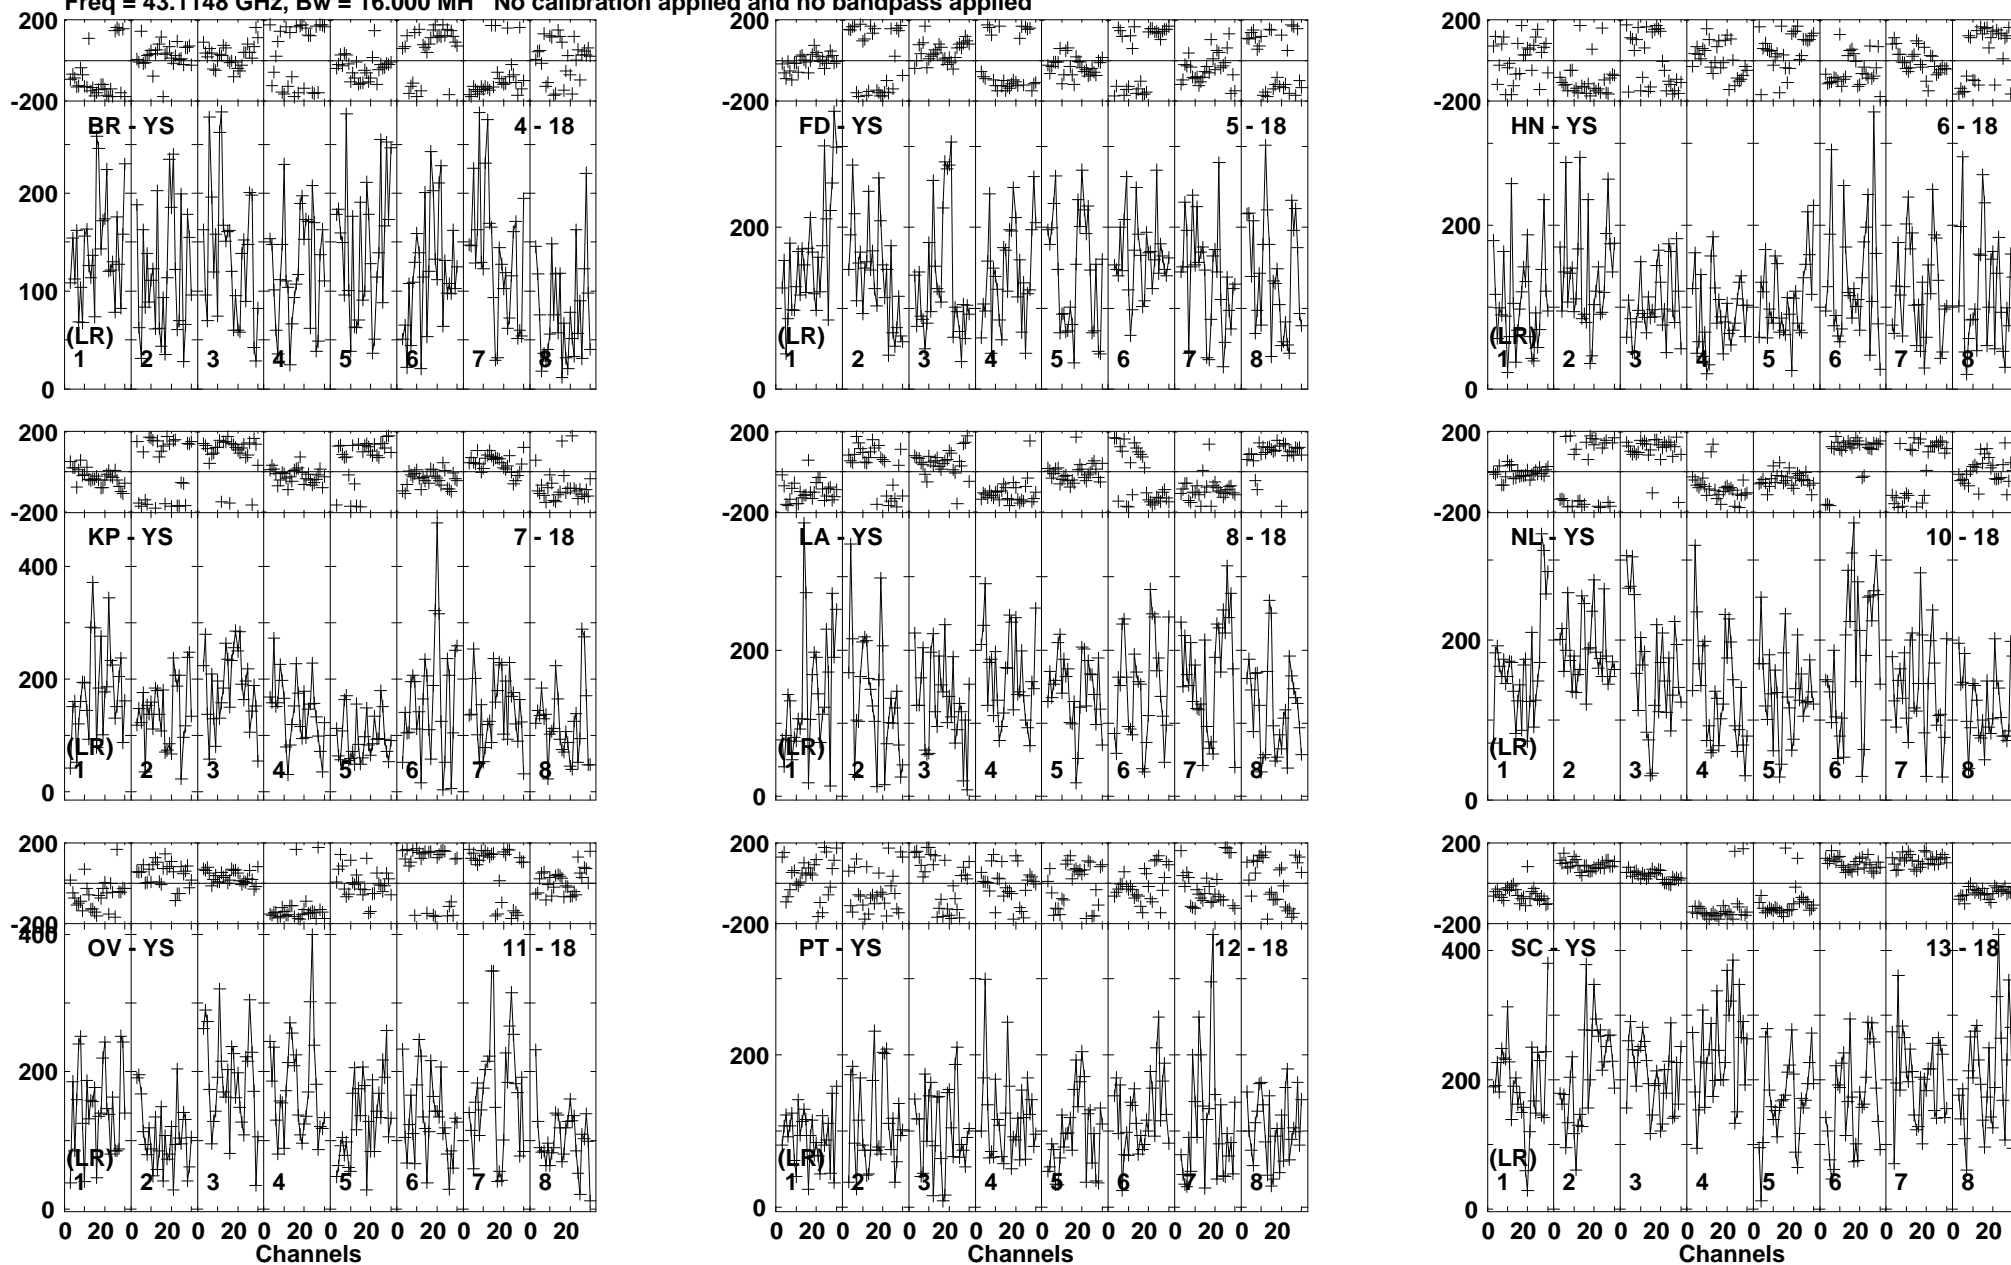 Freq = 43.1148 GHz, Bw = 16.000 MH No calibration applied and no bandpass applied
200 200 200
-200 -200 -200
BR - YS 4 - 18 FD - YS 5 - 18 HN - YS 6 - 18
200 200 200
100
(LR) (LR) (LR)
1 2 3 4 5 6 7 8 1 2 3 4 5 6 7 8 1 2 3 4 5 6 7 8
0 0 0
200 200 200
-200 -200 -200
KP - YS 7 - 18 LA - YS 8 - 18 NL - YS 10 - 18
400
200 200 200
(LR) (LR) (LR)
1 2 3 4 5 6 7 8 1 2 3 4 5 6 7 8 1 2 3 4 5 6 7 8
0 0 0
200 200 200
-200 -200 -200
400 OV - YS 11 - 18 PT - YS 12 - 18 400 SC - YS 13 - 18
200 200 200
(LR) (LR) (LR)
1 2 3 4 5 6 7 8 1 2 3 4 5 6 7 8 1 2 3 4 5 6 7 8
0 0 0
0 20 0 20 0 20 0 20 0 20 0 20 0 20 0 20 0 20 0 20 0 20 0 20 0 20 0 20 0 20 0 20 0 20 0 20 0 20 0 20 0 20 0 20 0 20 0 20
Channels Channels Channels